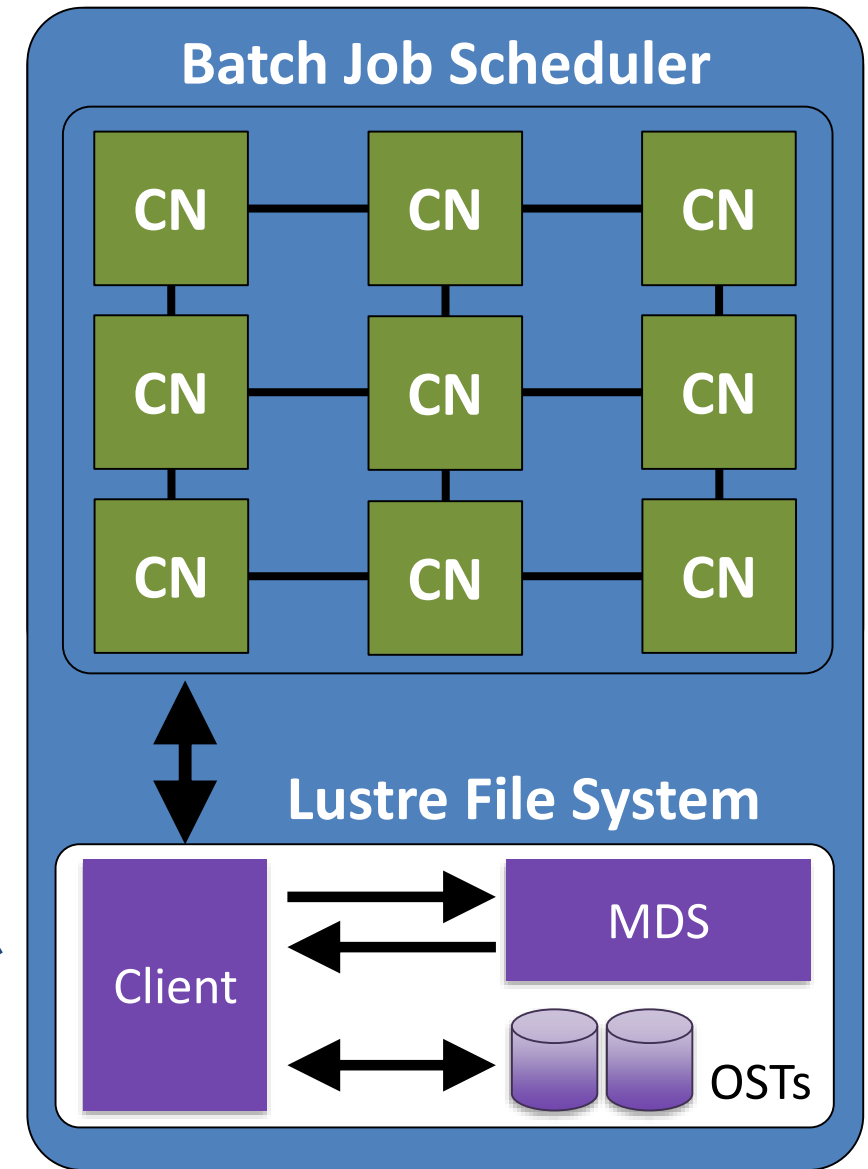 Batch Job Scheduler
CN CN CN
CN CN CN
CN CN CN
Lustre File System
MDS
Client
OSTs